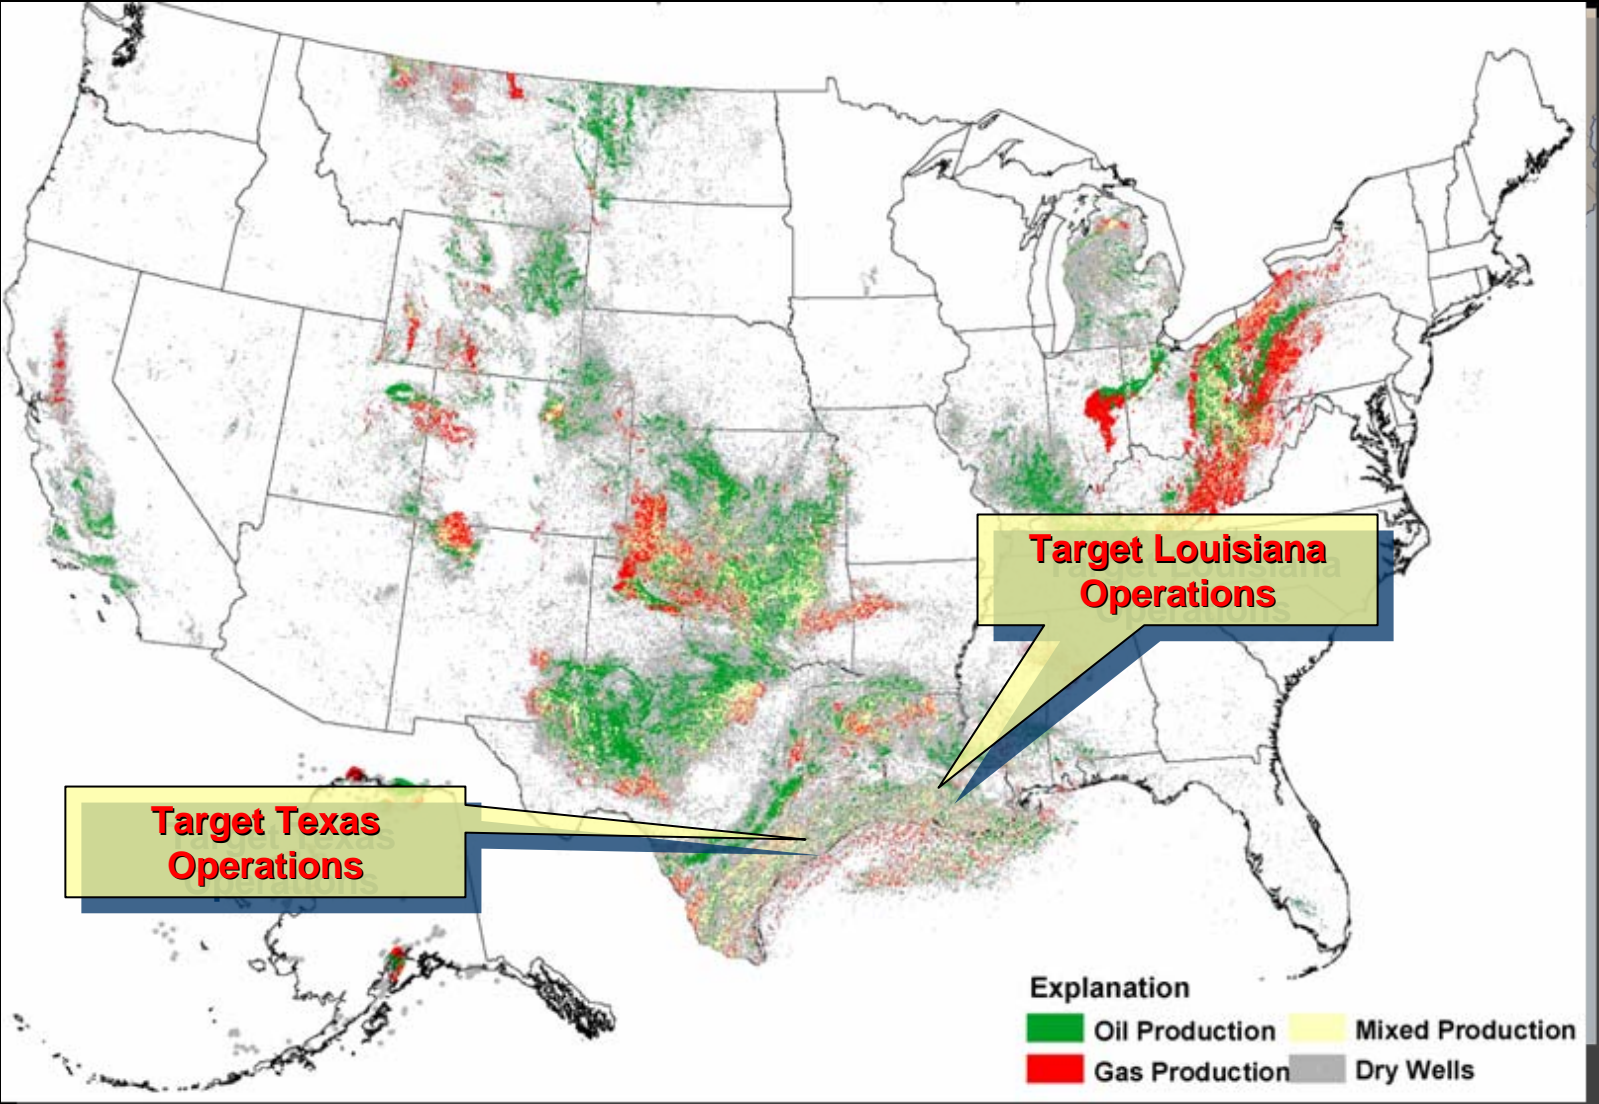 Target Louisiana
Operations
Target Texas
Operations
Explanation
Oil Production
Mixed Production
Gas Production
Dry Wells